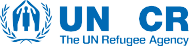 UN CR
The UN Refugee Agency